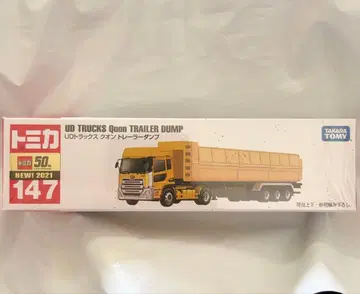 トミカ
トミカ 50th
NEW! 2021
147
UD TRUCKS Quon TRAILER DUMP
UDトラックス クオン トレーラーダンプ
TAKARA
TOMY